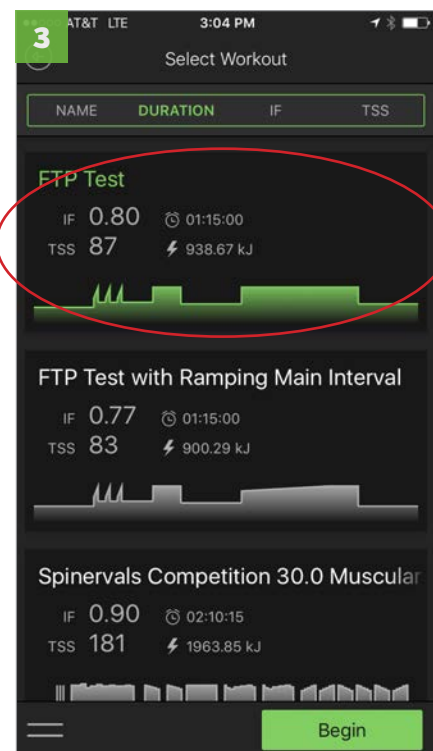 3
AT&T LTE 3:04 PM
Select Workout
NAME DURATION IF TSS
FTP Test
IF 0.80 01:15:00
TSS 87 938.67 kJ
FTP Test with Ramping Main Interval
IF 0.77 01:15:00
TSS 83 900.29 kJ
Spinervals Competition 30.0 Muscular
IF 0.90 02:10:15
TSS 181 1963.85 kJ
Begin